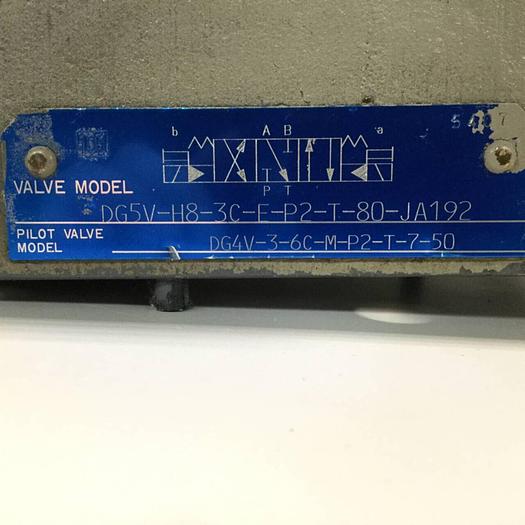 b A B a
P T
VALVE MODEL DG5V-H8-3C-E-P2-T-80-JA192
PILOT VALVE MODEL DG4V-3-6C-M-P2-T-7-50